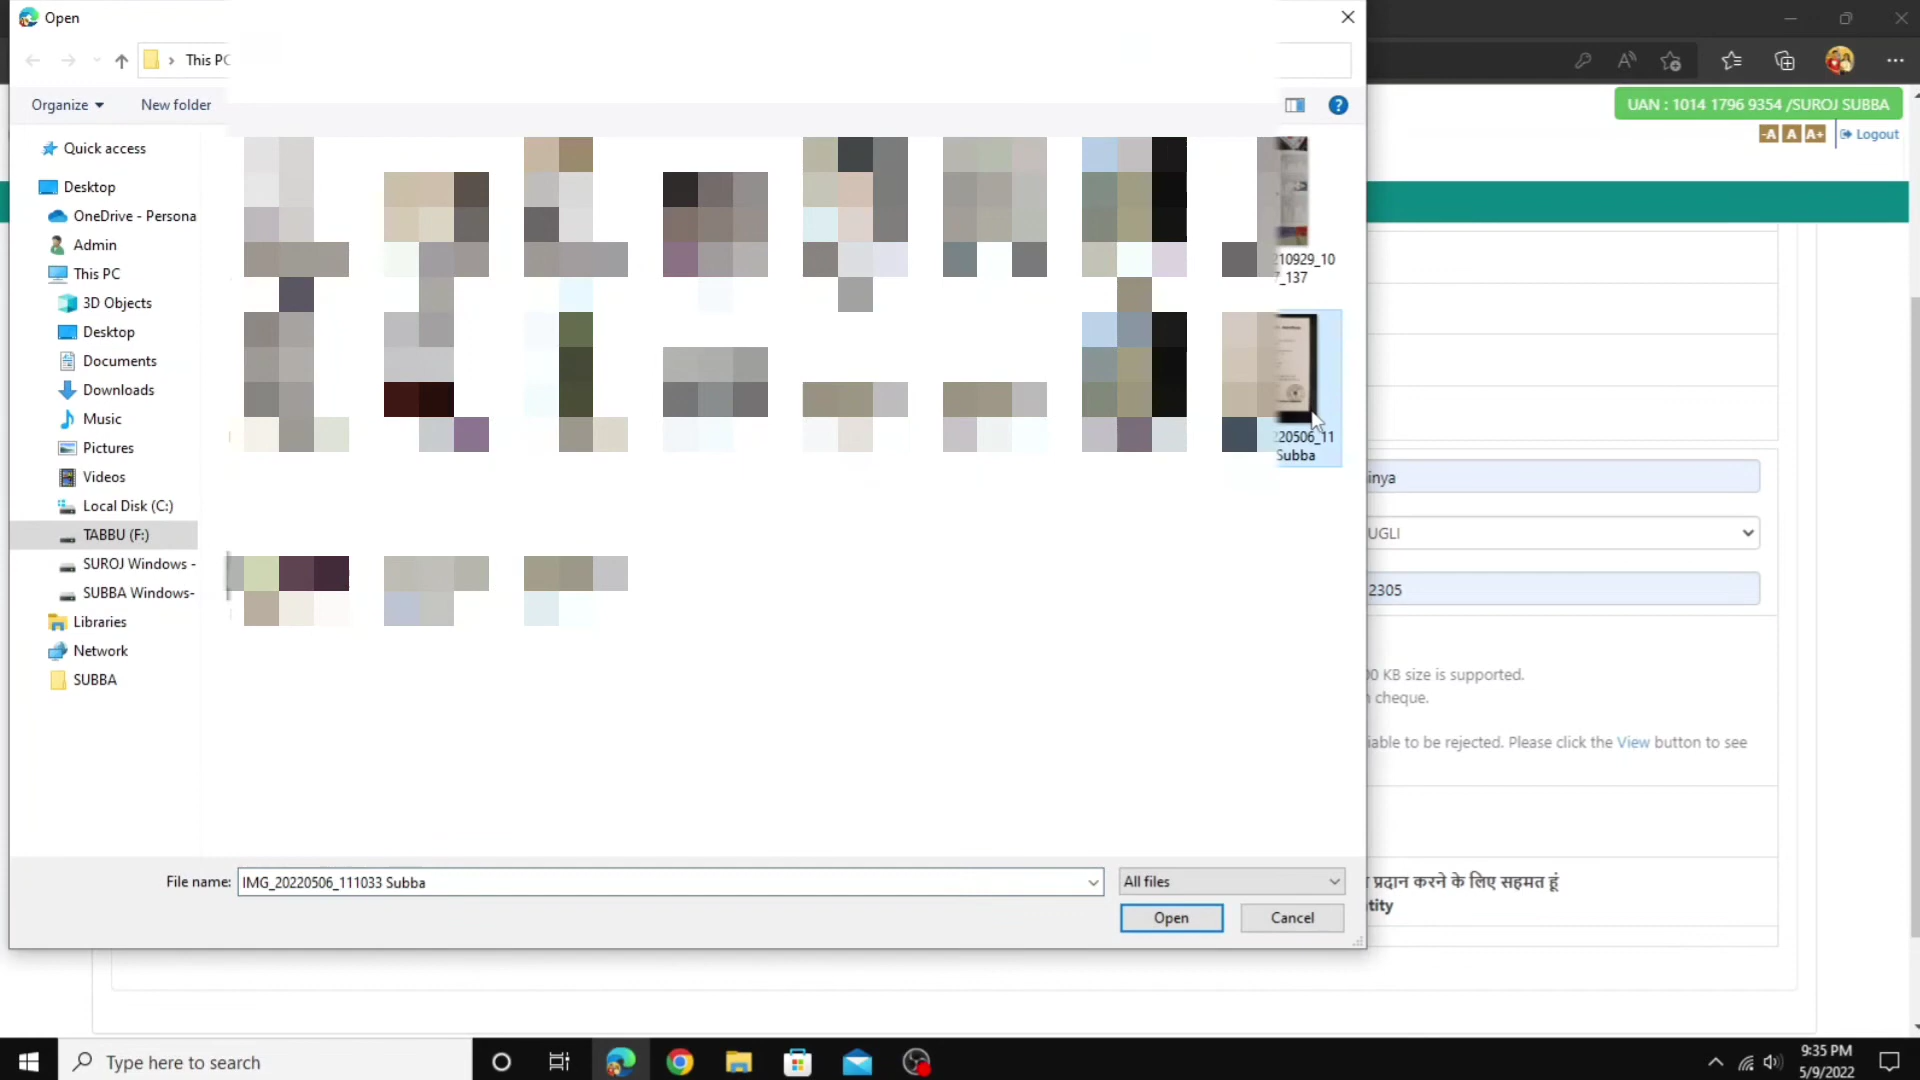 Open
This PC
Organize
New folder
UAN : 1014 1796 9354 /SUROJ SUBBA
-A A A+ Logout
Quick access
Desktop
OneDrive - Persona
Admin
This PC
3D Objects
Desktop
Documents
Downloads
Music
Pictures
Videos
Local Disk (C:)
TABBU (F:)
SUROJ Windows -
SUBBA Windows-
Libraries
Network
SUBBA
210929_10
7_137
220506_11
Subba
inya
UGLI
2305
00 KB size is supported.
cheque.
iable to be rejected. Please click the View button to see
प्रदान करने के लिए सहमत हूं
tity
File name: IMG_20220506_111033 Subba
All files
Open
Cancel
Type here to search
9:35 PM
5/9/2022